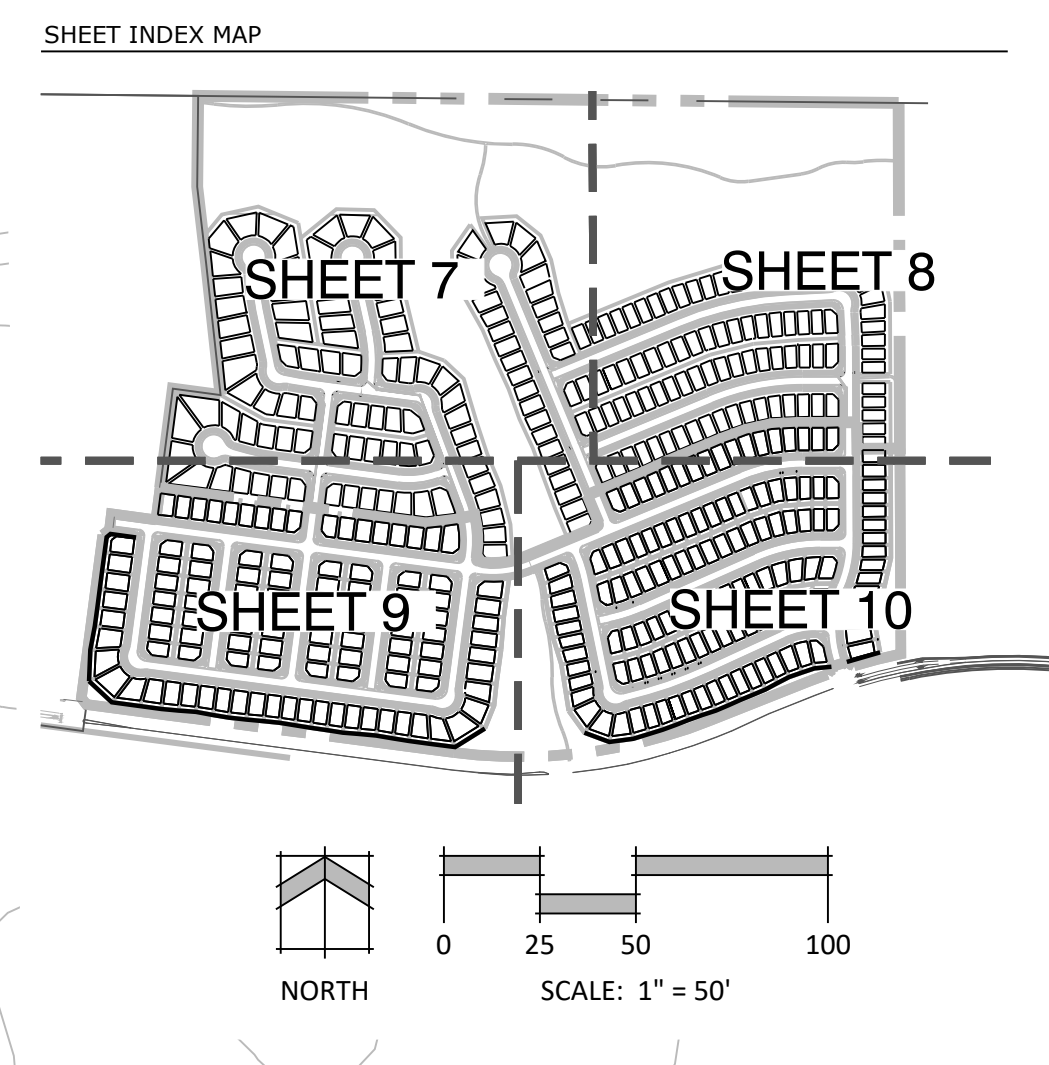 SHEET INDEX MAP
SHEET 7
SHEET 8
SHEET 9
SHEET 10
0 25 50 100
NORTH
SCALE: 1" = 50'